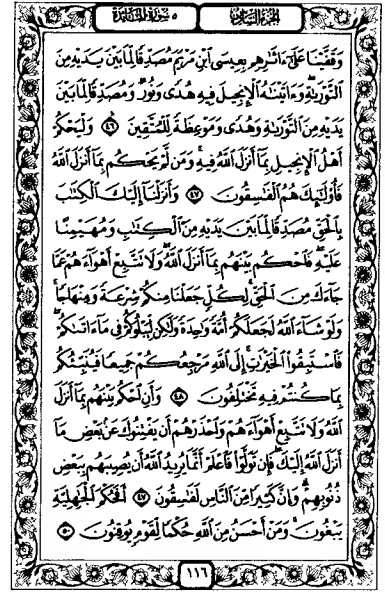 الجزء السادس ٥ سورة المائدة
وَقَفَّيْنَا عَلَىٰٓ ءَاثَٰرِهِم بِعِيسَى ٱبْنِ مَرْيَمَ مُصَدِّقًا لِّمَا بَيْنَ يَدَيْهِ مِنَ
ٱلتَّوْرَىٰةِ وَءَاتَيْنَٰهُ ٱلْإِنجِيلَ فِيهِ هُدًى وَنُورٌ وَمُصَدِّقًا لِّمَا بَيْنَ
يَدَيْهِ مِنَ ٱلتَّوْرَىٰةِ وَهُدًى وَمَوْعِظَةً لِّلْمُتَّقِينَ ٤٦ وَلْيَحْكُمْ
أَهْلُ ٱلْإِنجِيلِ بِمَآ أَنزَلَ ٱللَّهُ فِيهِ وَمَن لَّمْ يَحْكُم بِمَآ أَنزَلَ ٱللَّهُ
فَأُو۟لَٰٓئِكَ هُمُ ٱلْفَٰسِقُونَ ٤٧ وَأَنزَلْنَآ إِلَيْكَ ٱلْكِتَٰبَ
بِٱلْحَقِّ مُصَدِّقًا لِّمَا بَيْنَ يَدَيْهِ مِنَ ٱلْكِتَٰبِ وَمُهَيْمِنًا
عَلَيْهِ فَٱحْكُم بَيْنَهُم بِمَآ أَنزَلَ ٱللَّهُ وَلَا تَتَّبِعْ أَهْوَآءَهُمْ عَمَّا
جَآءَكَ مِنَ ٱلْحَقِّ لِكُلٍّ جَعَلْنَا مِنكُمْ شِرْعَةً وَمِنْهَاجًا
وَلَوْ شَآءَ ٱللَّهُ لَجَعَلَكُمْ أُمَّةً وَٰحِدَةً وَلَٰكِن لِّيَبْلُوَكُمْ فِى مَآ ءَاتَىٰكُمْ
فَٱسْتَبِقُوا۟ ٱلْخَيْرَٰتِ إِلَى ٱللَّهِ مَرْجِعُكُمْ جَمِيعًا فَيُنَبِّئُكُم
بِمَا كُنتُمْ فِيهِ تَخْتَلِفُونَ ٤٨ وَأَنِ ٱحْكُم بَيْنَهُم بِمَآ أَنزَلَ
ٱللَّهُ وَلَا تَتَّبِعْ أَهْوَآءَهُمْ وَٱحْذَرْهُمْ أَن يَفْتِنُوكَ عَنۢ بَعْضِ مَآ
أَنزَلَ ٱللَّهُ إِلَيْكَ فَإِن تَوَلَّوْا۟ فَٱعْلَمْ أَنَّمَا يُرِيدُ ٱللَّهُ أَن يُصِيبَهُم بِبَعْضِ
ذُنُوبِهِمْ وَإِنَّ كَثِيرًا مِّنَ ٱلنَّاسِ لَفَٰسِقُونَ ٤٩ أَفَحُكْمَ ٱلْجَٰهِلِيَّةِ
يَبْغُونَ وَمَنْ أَحْسَنُ مِنَ ٱللَّهِ حُكْمًا لِّقَوْمٍ يُوقِنُونَ ٥٠
١١٦